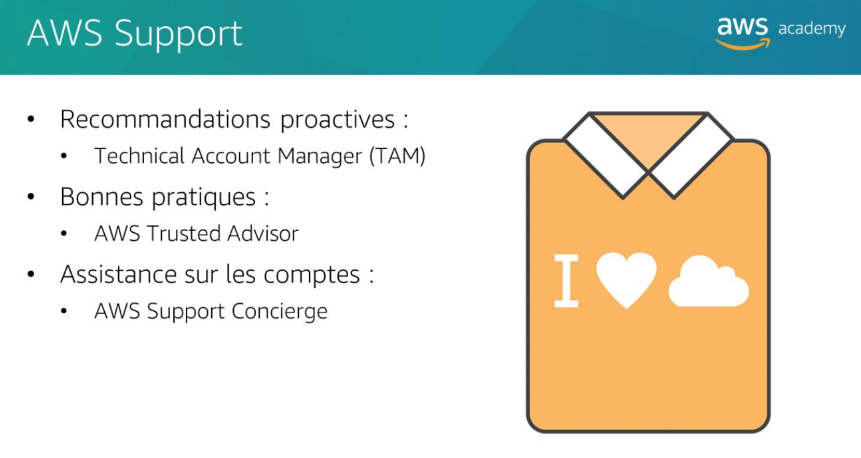 AWS Support
aws academy
• Recommandations proactives :
• Technical Account Manager (TAM)
• Bonnes pratiques :
• AWS Trusted Advisor
• Assistance sur les comptes :
• AWS Support Concierge
I